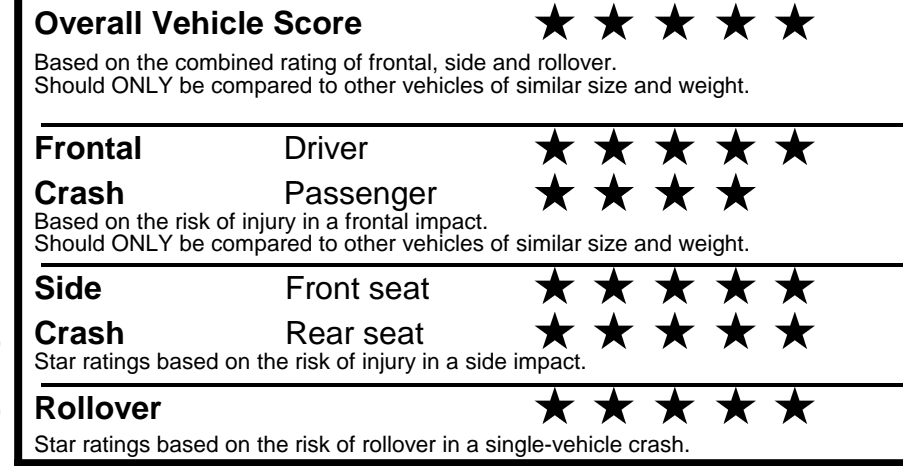 Overall Vehicle Score ★ ★ ★ ★ ★
Based on the combined rating of frontal, side and rollover.
Should ONLY be compared to other vehicles of similar size and weight.
Frontal Driver ★ ★ ★ ★ ★
Crash Passenger ★ ★ ★ ★
Based on the risk of injury in a frontal impact.
Should ONLY be compared to other vehicles of similar size and weight.
Side Front seat ★ ★ ★ ★ ★
Crash Rear seat ★ ★ ★ ★ ★
Star ratings based on the risk of injury in a side impact.
Rollover ★ ★ ★ ★ ★
Star ratings based on the risk of rollover in a single-vehicle crash.